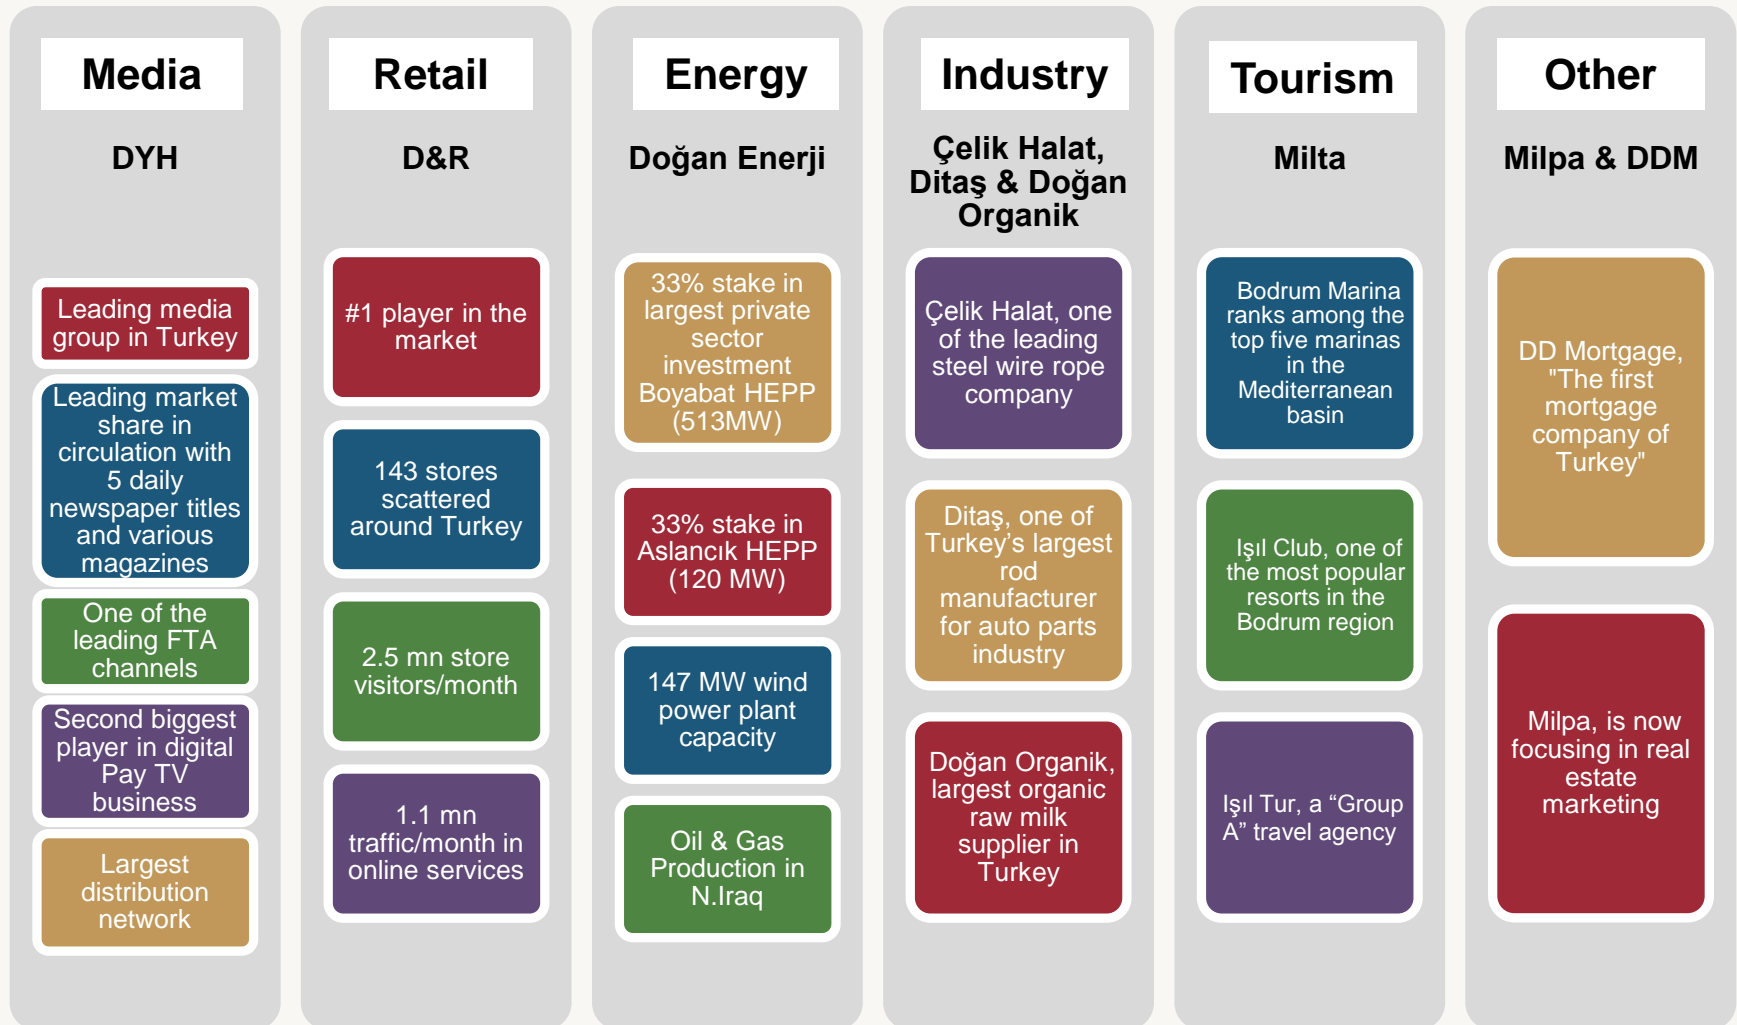 Media
DYH
Leading media
group in Turkey
Leading market
share in
circulation with
5 daily
newspaper titles
and various
magazines
One of the
leading FTA
channels
Second biggest
player in digital
Pay TV
business
Largest
distribution
network
Retail
D&R
#1 player in the
market
143 stores
scattered
around Turkey
2.5 mn store
visitors/month
1.1 mn
traffic/month in
online services
Energy
Doğan Enerji
33% stake in
largest private
sector
investment
Boyabat HEPP
(513MW)
33% stake in
Aslancık HEPP
(120 MW)
147 MW wind
power plant
capacity
Oil & Gas
Production in
N.Iraq
Industry
Çelik Halat,
Ditaş & Doğan
Organik
Çelik Halat, one
of the leading
steel wire rope
company
Ditaş, one of
Turkey’s largest
rod
manufacturer
for auto parts
industry
Doğan Organik,
largest organic
raw milk
supplier in
Turkey
Tourism
Milta
Bodrum Marina
ranks among the
top five marinas
in the
Mediterranean
basin
Işıl Club, one of
the most popular
resorts in the
Bodrum region
Işıl Tur, a “Group
A” travel agency
Other
Milpa & DDM
DD Mortgage,
"The first
mortgage
company of
Turkey"
Milpa, is now
focusing in real
estate
marketing